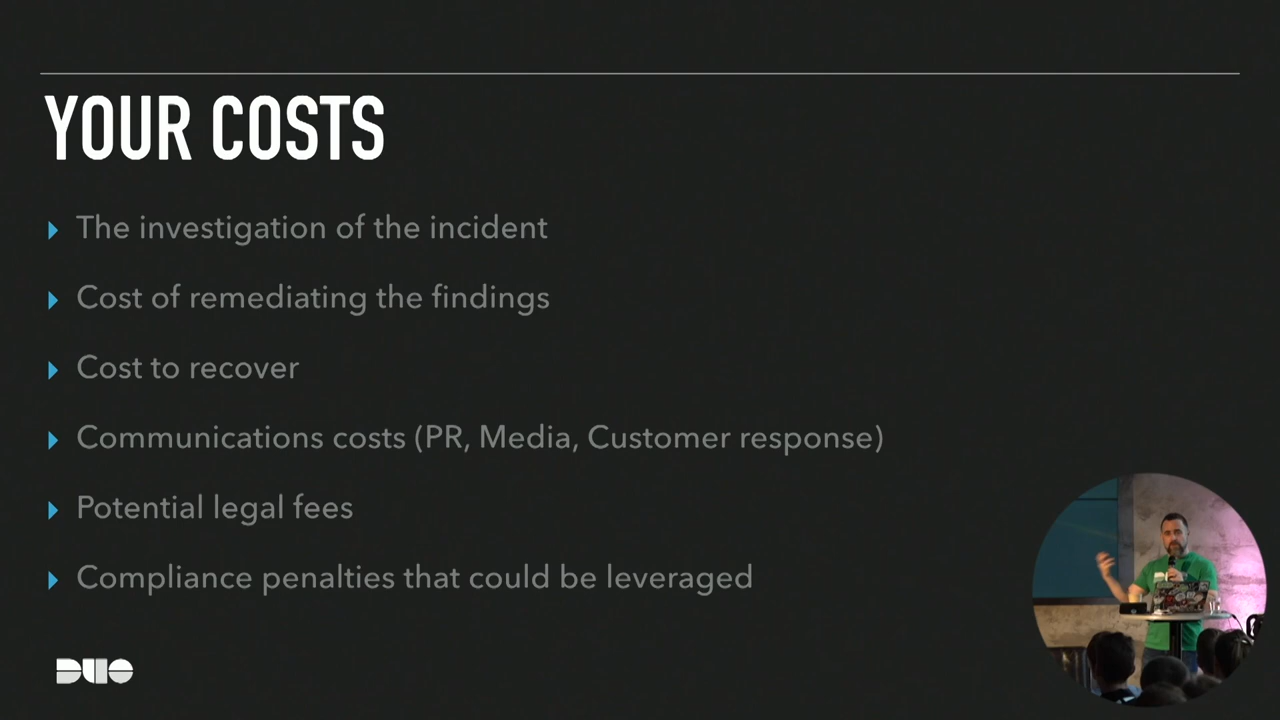 YOUR COSTS
The investigation of the incident
Cost of remediating the findings
Cost to recover
Communications costs (PR, Media, Customer response)
Potential legal fees
Compliance penalties that could be leveraged
DUO